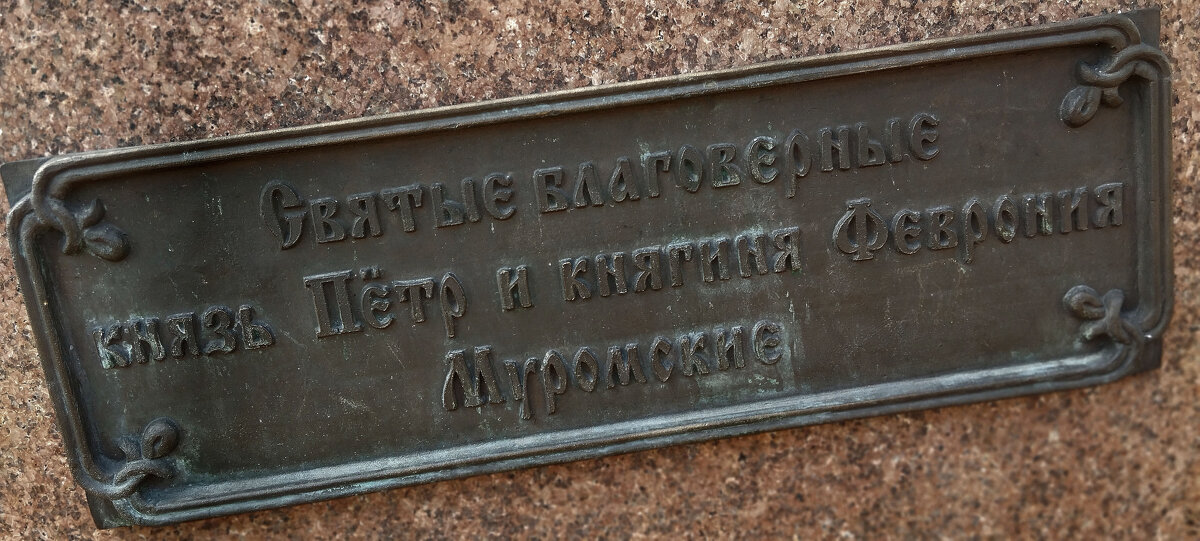 Святые благоверные
князь Пётр и княгиня Феврония
Муромские